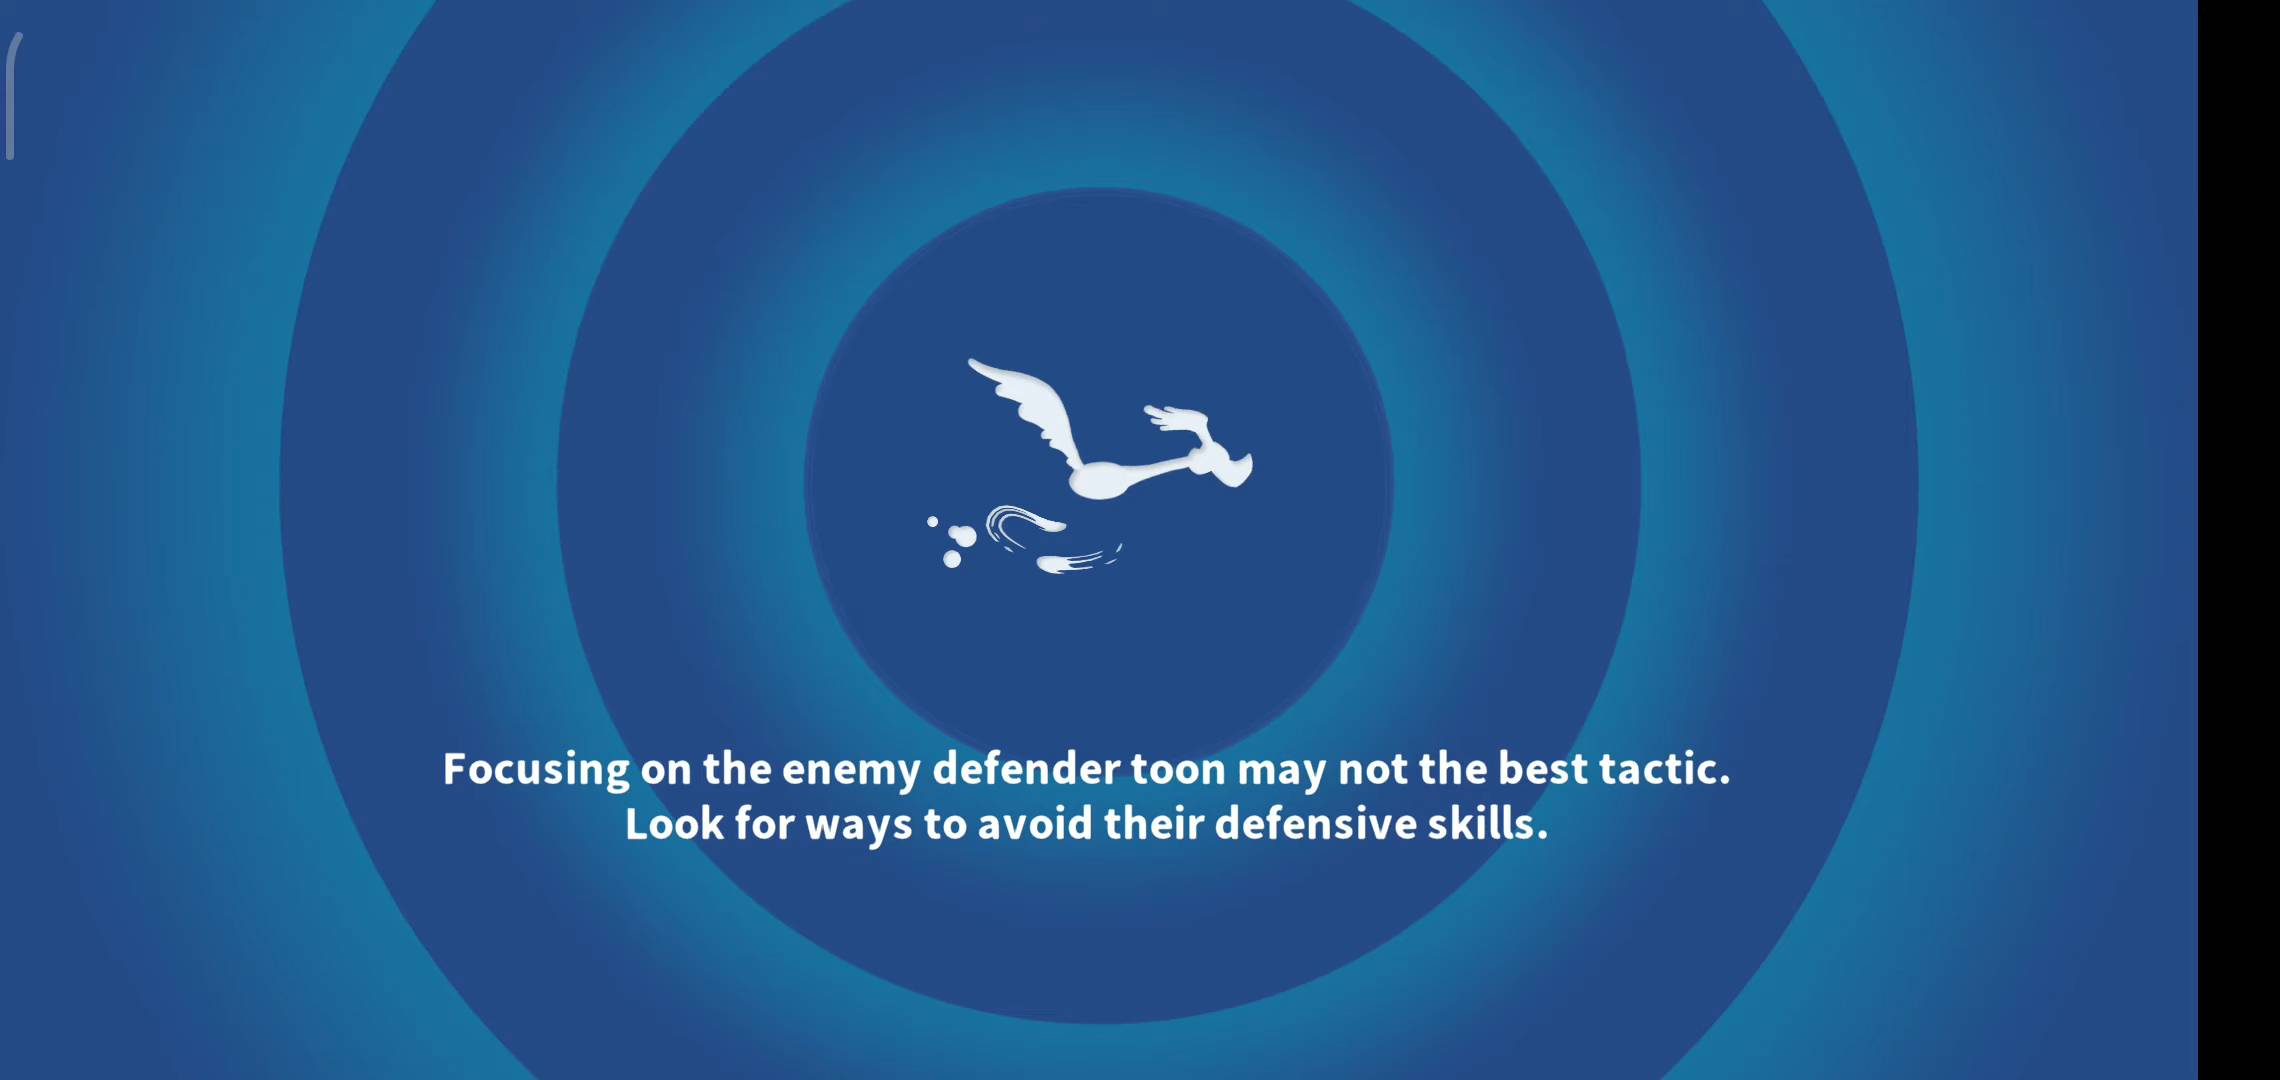 Focusing on the enemy defender toon may not the best tactic.
Look for ways to avoid their defensive skills.